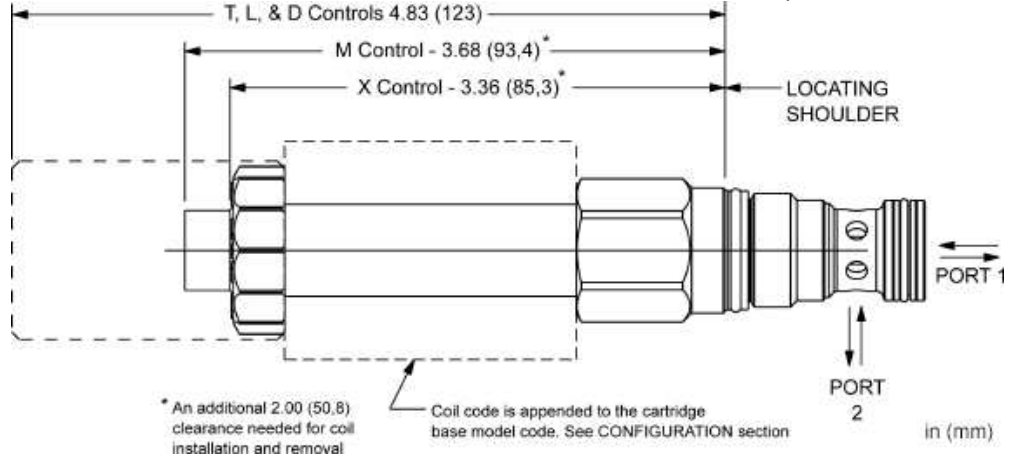 T, L, & D Controls 4.83 (123)
M Control - 3.68 (93,4)*
X Control - 3.36 (85,3)*
LOCATING
SHOULDER
PORT 1
PORT
2
* An additional 2.00 (50,8)
clearance needed for coil
installation and removal
Coil code is appended to the cartridge
base model code. See CONFIGURATION section
in (mm)